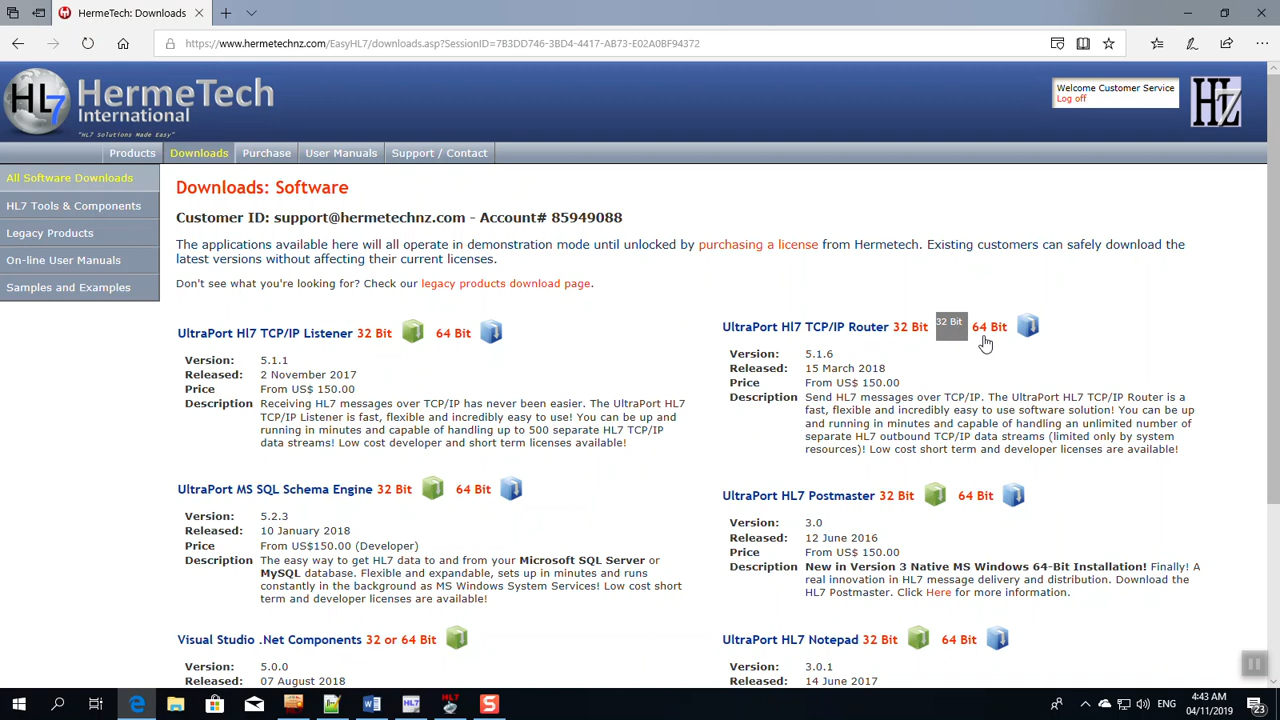 HermeTech: Downloads
https://www.hermetechnz.com/EasyHL7/downloads.asp?SessionID=7B3DD746-3BD4-4417-AB73-E02A0BF94372
HL7 HermeTech
International
"HL7 Solutions Made Easy"
Welcome Customer Service
Log off
Products Downloads Purchase User Manuals Support / Contact
All Software Downloads
HL7 Tools & Components
Legacy Products
On-line User Manuals
Samples and Examples
Downloads: Software
Customer ID: support@hermetechnz.com - Account# 85949088
The applications available here will all operate in demonstration mode until unlocked by purchasing a license from Hermetech. Existing customers can safely download the
latest versions without affecting their current licenses.
Don't see what you're looking for? Check our legacy products download page.
UltraPort Hl7 TCP/IP Listener 32 Bit 64 Bit
Version: 5.1.1
Released: 2 November 2017
Price From US$ 150.00
Description Receiving HL7 messages over TCP/IP has never been easier. The UltraPort HL7
TCP/IP Listener is fast, flexible and incredibly easy to use! You can be up and
running in minutes and capable of handling up to 500 separate HL7 TCP/IP
data streams! Low cost developer and short term licenses available!
UltraPort Hl7 TCP/IP Router 32 Bit 32 Bit 64 Bit
Version: 5.1.6
Released: 15 March 2018
Price From US$ 150.00
Description Send HL7 messages over TCP/IP. The UltraPort HL7 TCP/IP Router is a
fast, flexible and incredibly easy to use software solution! You can be up
and running in minutes and capable of handling an unlimited number of
separate HL7 outbound TCP/IP data streams (limited only by system
resources)! Low cost short term and developer licenses are available!
UltraPort MS SQL Schema Engine 32 Bit 64 Bit
Version: 5.2.3
Released: 10 January 2018
Price From US$150.00 (Developer)
Description The easy way to get HL7 data to and from your Microsoft SQL Server or
MySQL database. Flexible and expandable, sets up in minutes and runs
constantly in the background as MS Windows System Services! Low cost short
term and developer licenses are available!
UltraPort HL7 Postmaster 32 Bit 64 Bit
Version: 3.0
Released: 12 June 2016
Price From US$ 150.00
Description New in Version 3 Native MS Windows 64-Bit Installation! Finally! A
real innovation in HL7 message delivery and distribution. Download the
HL7 Postmaster. Click Here for more information.
Visual Studio .Net Components 32 or 64 Bit
Version: 5.0.0
Released: 07 August 2018
UltraPort HL7 Notepad 32 Bit 64 Bit
Version: 3.0.1
Released: 14 June 2017
ENG
4:43 AM
04/11/2019
23